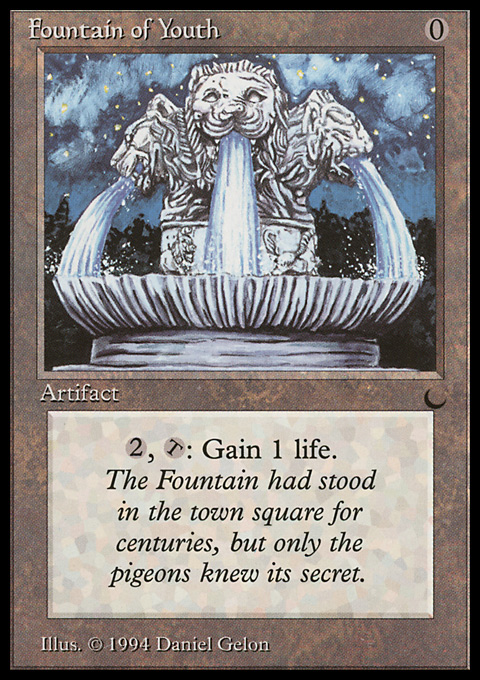 Fountain of Youth 0
Artifact
2, T: Gain 1 life.
The Fountain had stood
in the town square for
centuries, but only the
pigeons knew its secret.
Illus. © 1994 Daniel Gelon